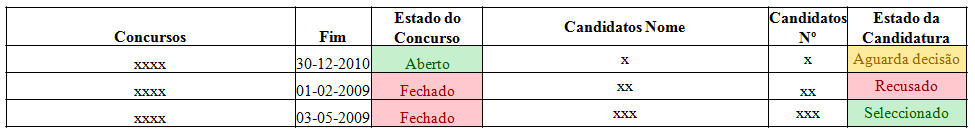 Concursos Fim Estado do Concurso Candidatos Nome Candidatos Nº Estado da Candidatura
xxxx 30-12-2010 Aberto x x Aguarda decisão
xxxx 01-02-2009 Fechado xx xx Recusado
xxxx 03-05-2009 Fechado xxx xxx Seleccionado